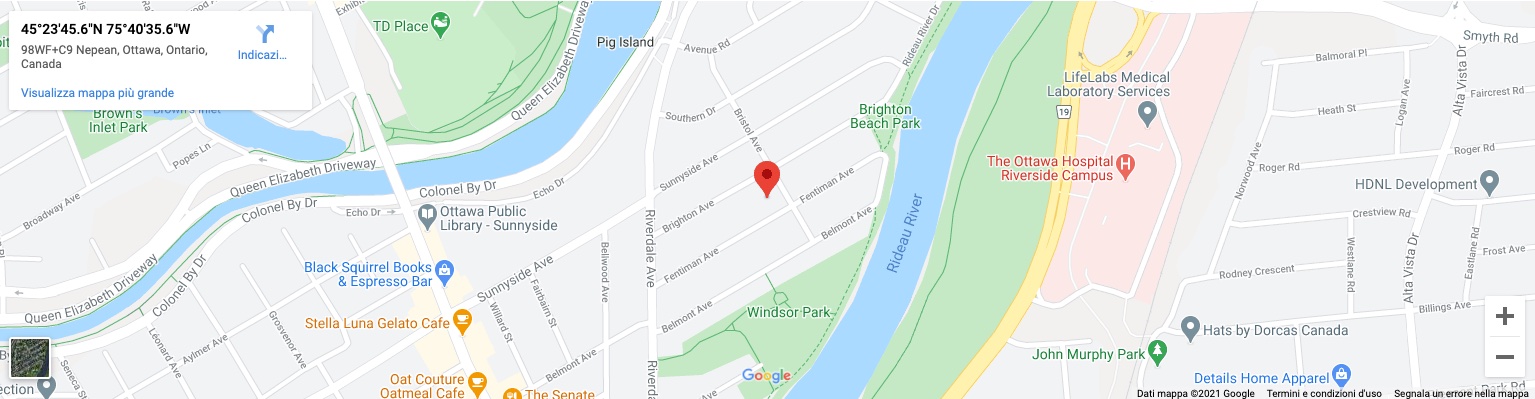 45°23'45.6"N 75°40'35.6"W
98WF+C9 Nepean, Ottawa, Ontario,
Canada
Indicazi...
Visualizza mappa più grande
TD Place
Pig Island
Avenue Rd
Queen Elizabeth Driveway
Rideau River Dr
Brown's
Inlet Park
Brown's Inlet
Popes Ln
Southern Dr
Bristol Ave
Brighton
Beach Park
LifeLabs Medical
Laboratory Services
19
Balmoral Pl
Smyth Rd
Alta Vista Dr
Faircrest Rd
Logan Ave
Heath St
Queen Elizabeth Driveway
Colonel By Dr
Echo Dr
Sunnyside Ave
Fentiman Ave
The Ottawa Hospital
Riverside Campus
H
Norwood Ave
Roger Rd
Roger Rd
HDNL Development
Broadway Ave
Colonel By Dr
Echo Dr
Ottawa Public
Library - Sunnyside
Riverdale Ave
Brighton Ave
Belmont Ave
Rideau River
Crestview Rd
Westland Rd
Eastlane Rd
Frost Ave
Queen Elizabeth Driveway
Colonel By Dr
Black Squirrel Books
& Espresso Bar
Sunnyside Ave
Fairbairn St
Bellwood Ave
Fentiman Ave
Rodney Crescent
Alta Vista Dr
Billings Ave
Léonard Ave
Aylmer Ave
Grosvenor Ave
Stella Luna Gelato Cafe
Willard St
Belmont Ave
Windsor Park
Hats by Dorcas Canada
John Murphy Park
Seneca St
Oat Couture
Oatmeal Cafe
The Senate
Belmont Ave
Google
Details Home Apparel
Dati mappa ©2021 Google
Termini e condizioni d'uso
Segnala un errore nella mappa